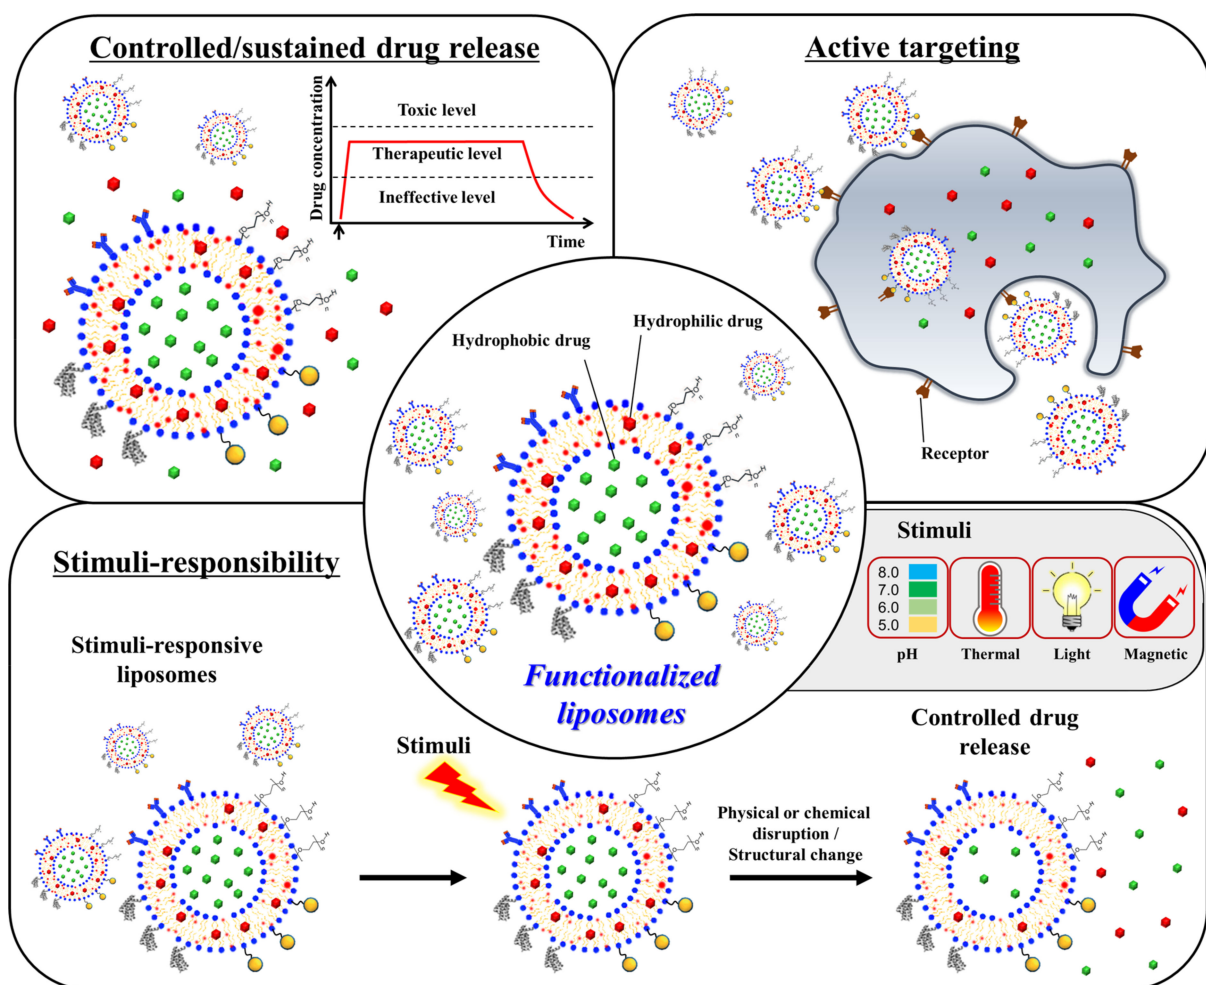 Controlled/sustained drug release
Drug concentration
Toxic level
Therapeutic level
Ineffective level
Time
Active targeting
Receptor
Hydrophobic drug
Hydrophilic drug
Functionalized
liposomes
Stimuli-responsibility
Stimuli-responsive
liposomes
Stimuli
Physical or chemical
disruption /
Structural change
Controlled drug
release
Stimuli
8.0
7.0
6.0
5.0
pH
Thermal
Light
Magnetic